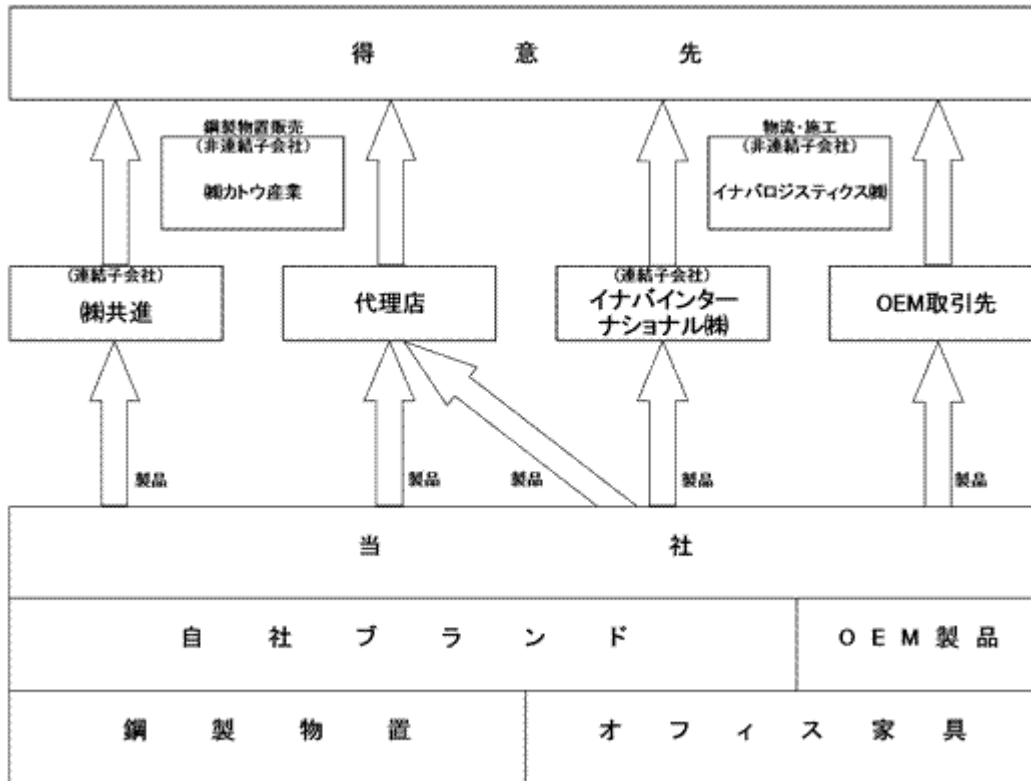 得意先
鋼製物置販売
(非連結子会社)
㈱カトウ産業
物流・施工
(非連結子会社)
イナバロジスティクス㈱
(連結子会社)
㈱共進
代理店
(連結子会社)
イナバインター
ナショナル㈱
OEM取引先
製品
製品
製品
製品
製品
当社
自社ブランド
OEM製品
鋼製物置
オフィス家具